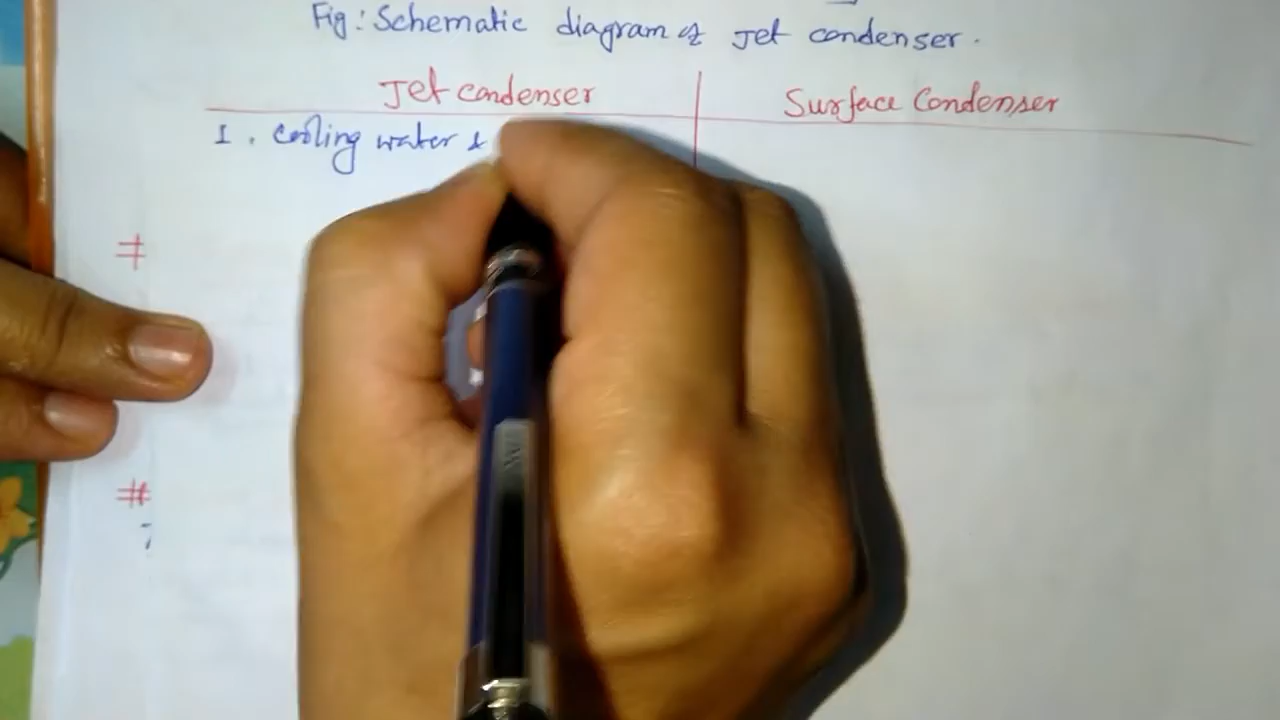 Fig: Schematic diagram of Jet condenser.
Jet condenser
Surface Condenser
1. cooling water &
#
#